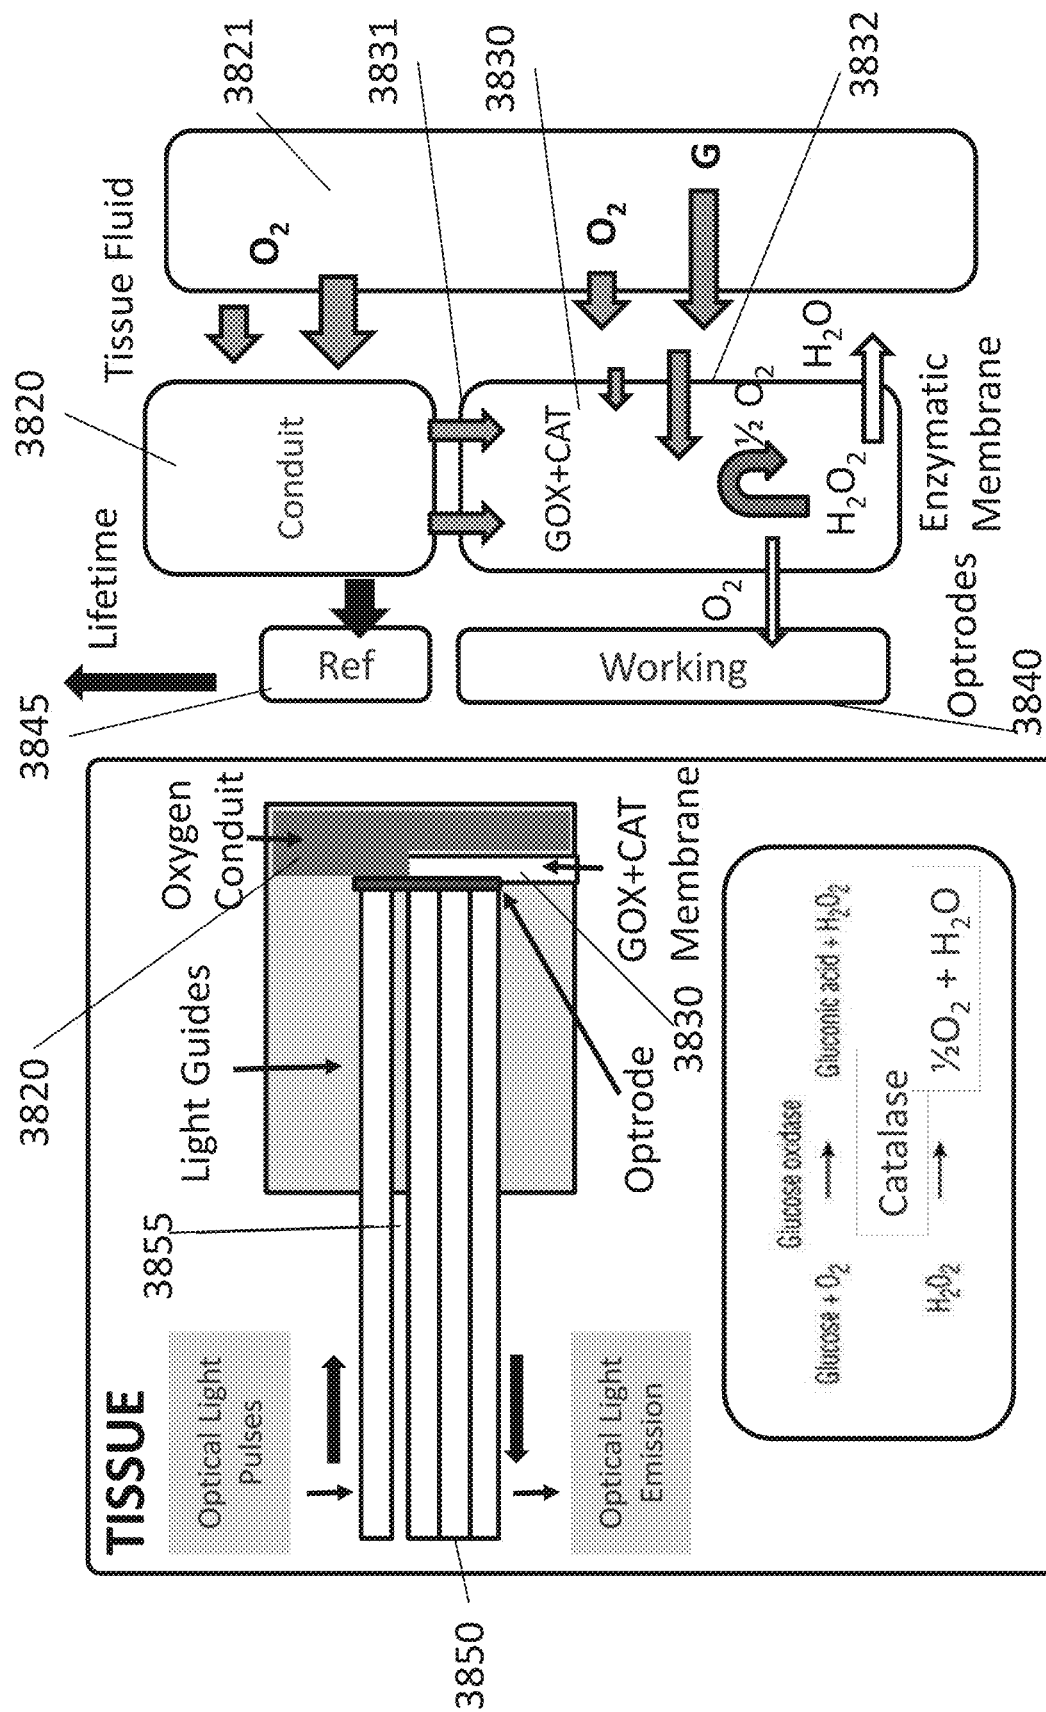 TISSUE
Optical Light
Pulses
3850
3855
3820
Light Guides
Oxygen
Conduit
Optical Light
Emission
Optrode
3830
GOX+CAT
Membrane
Glucose oxdase
Glucose + O₂
Gluconic acid + H₂O₂
Catalase
H₂O₂
½O₂ + H₂O
3845
Lifetime
3820
Tissue Fluid
3821
3831
3830
3832
Ref
Conduit
O₂
Working
GOX+CAT
O₂
G
O₂
H₂O₂
½ O₂
H₂O
Optrodes
3840
Enzymatic
Membrane